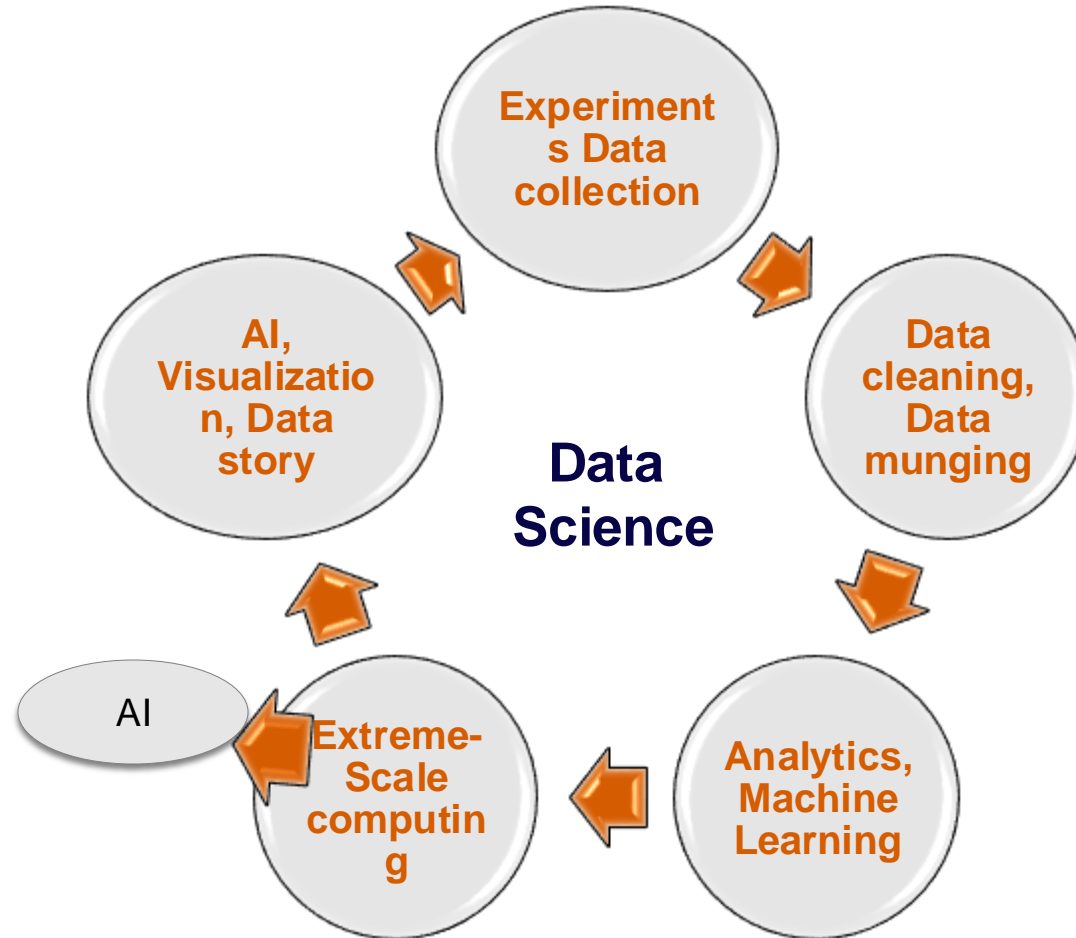 Experiment
s Data
collection
Data
cleaning,
Data
munging
Analytics,
Machine
Learning
Extreme-
Scale
computin
g
AI
AI,
Visualizatio
n, Data
story
Data
Science